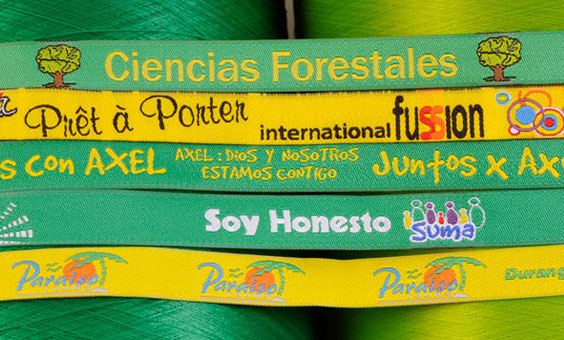 Ciencias Forestales
Prêt à Porter
international fussion
s con AXEL
AXEL : DIOS Y NOSOTROS
ESTAMOS CONTIGO
Juntos x Ax
Soy Honesto
Suma
Paraíso Paraíso Paraíso
Durang